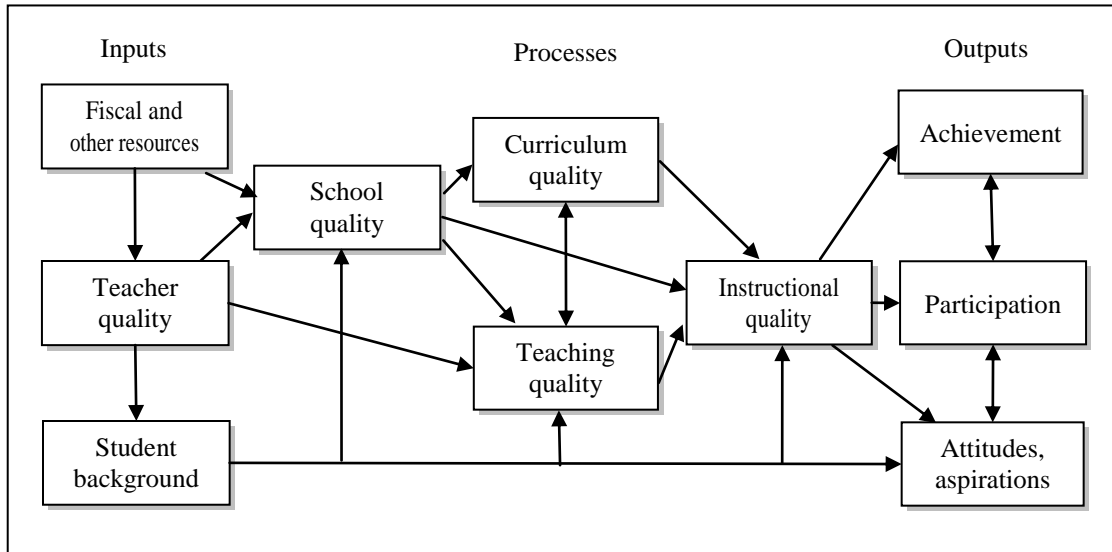 Inputs
Processes
Outputs
Fiscal and
other resources
Teacher
quality
Student
background
School
quality
Curriculum
quality
Teaching
quality
Instructional
quality
Achievement
Participation
Attitudes,
aspirations